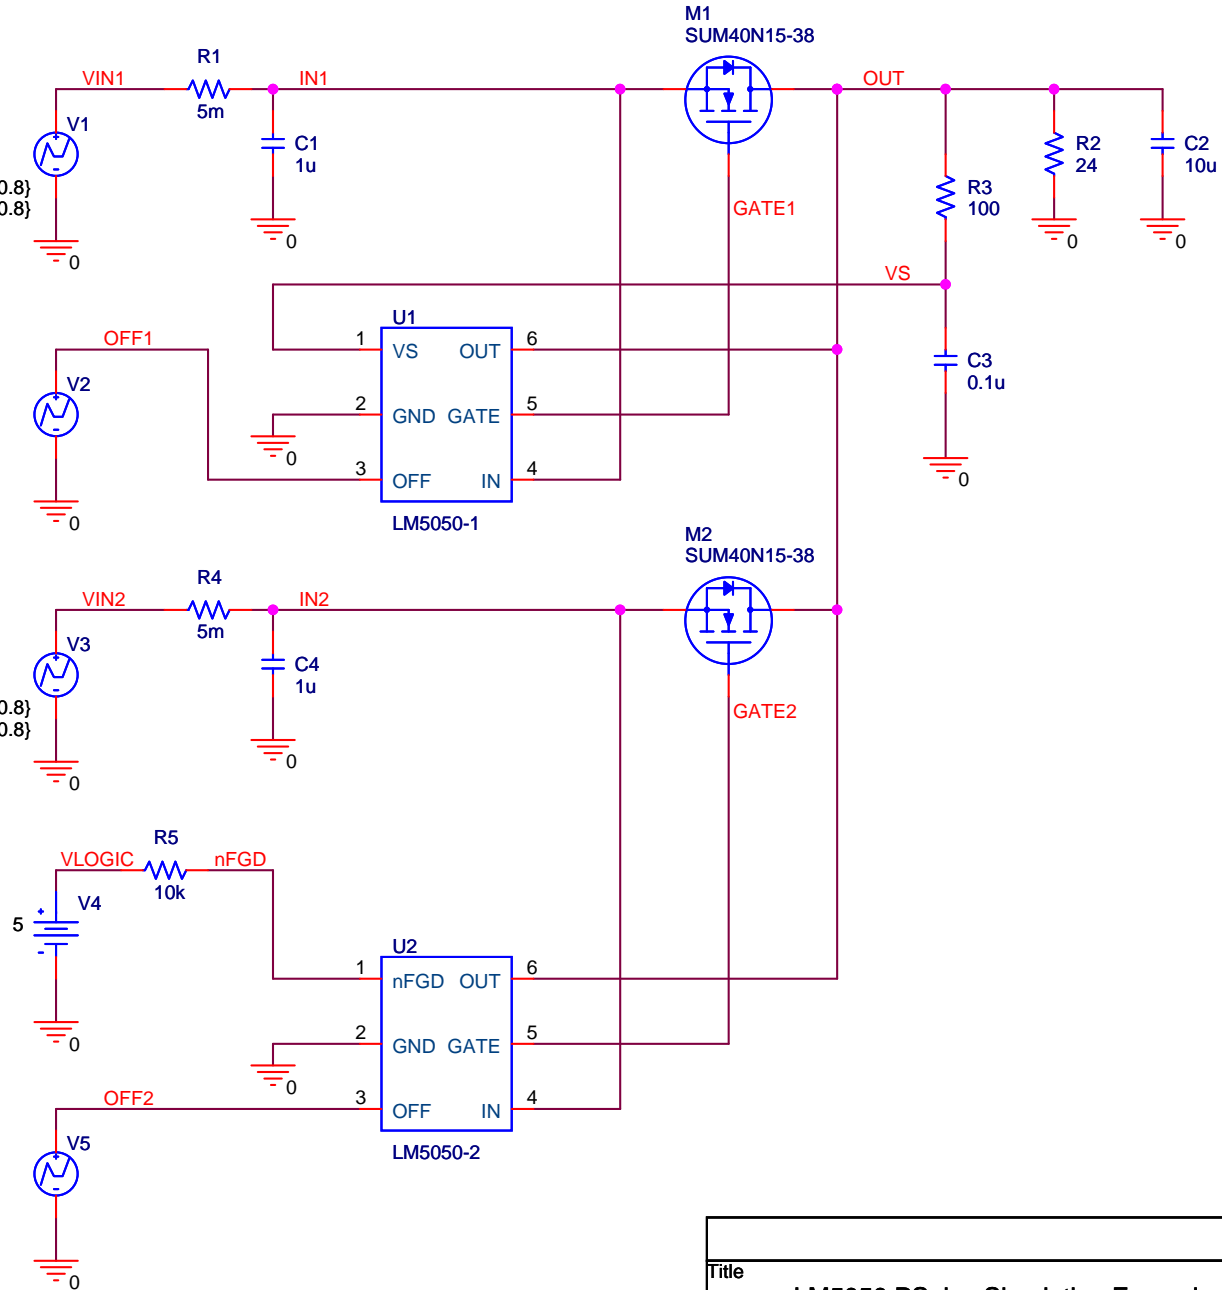 M1
SUM40N15-38
R1
VIN1
IN1
OUT
5m
V1
C1
1u
R2
24
C2
10u
0.8}
0.8}
R3
100
GATE1
0
0
0
0
VS
U1
OFF1
1
VS OUT
6
V2
C3
0.1u
2
GND GATE
5
0
3
OFF IN
4
0
0
LM5050-1
M2
SUM40N15-38
R4
VIN2
IN2
5m
V3
C4
1u
0.8}
0.8}
GATE2
0
0
R5
VLOGIC
nFGD
10k
V4
5
U2
1
nFGD OUT
6
2
GND GATE
5
0
0
OFF2
3
OFF IN
4
V5
LM5050-2
0
Title